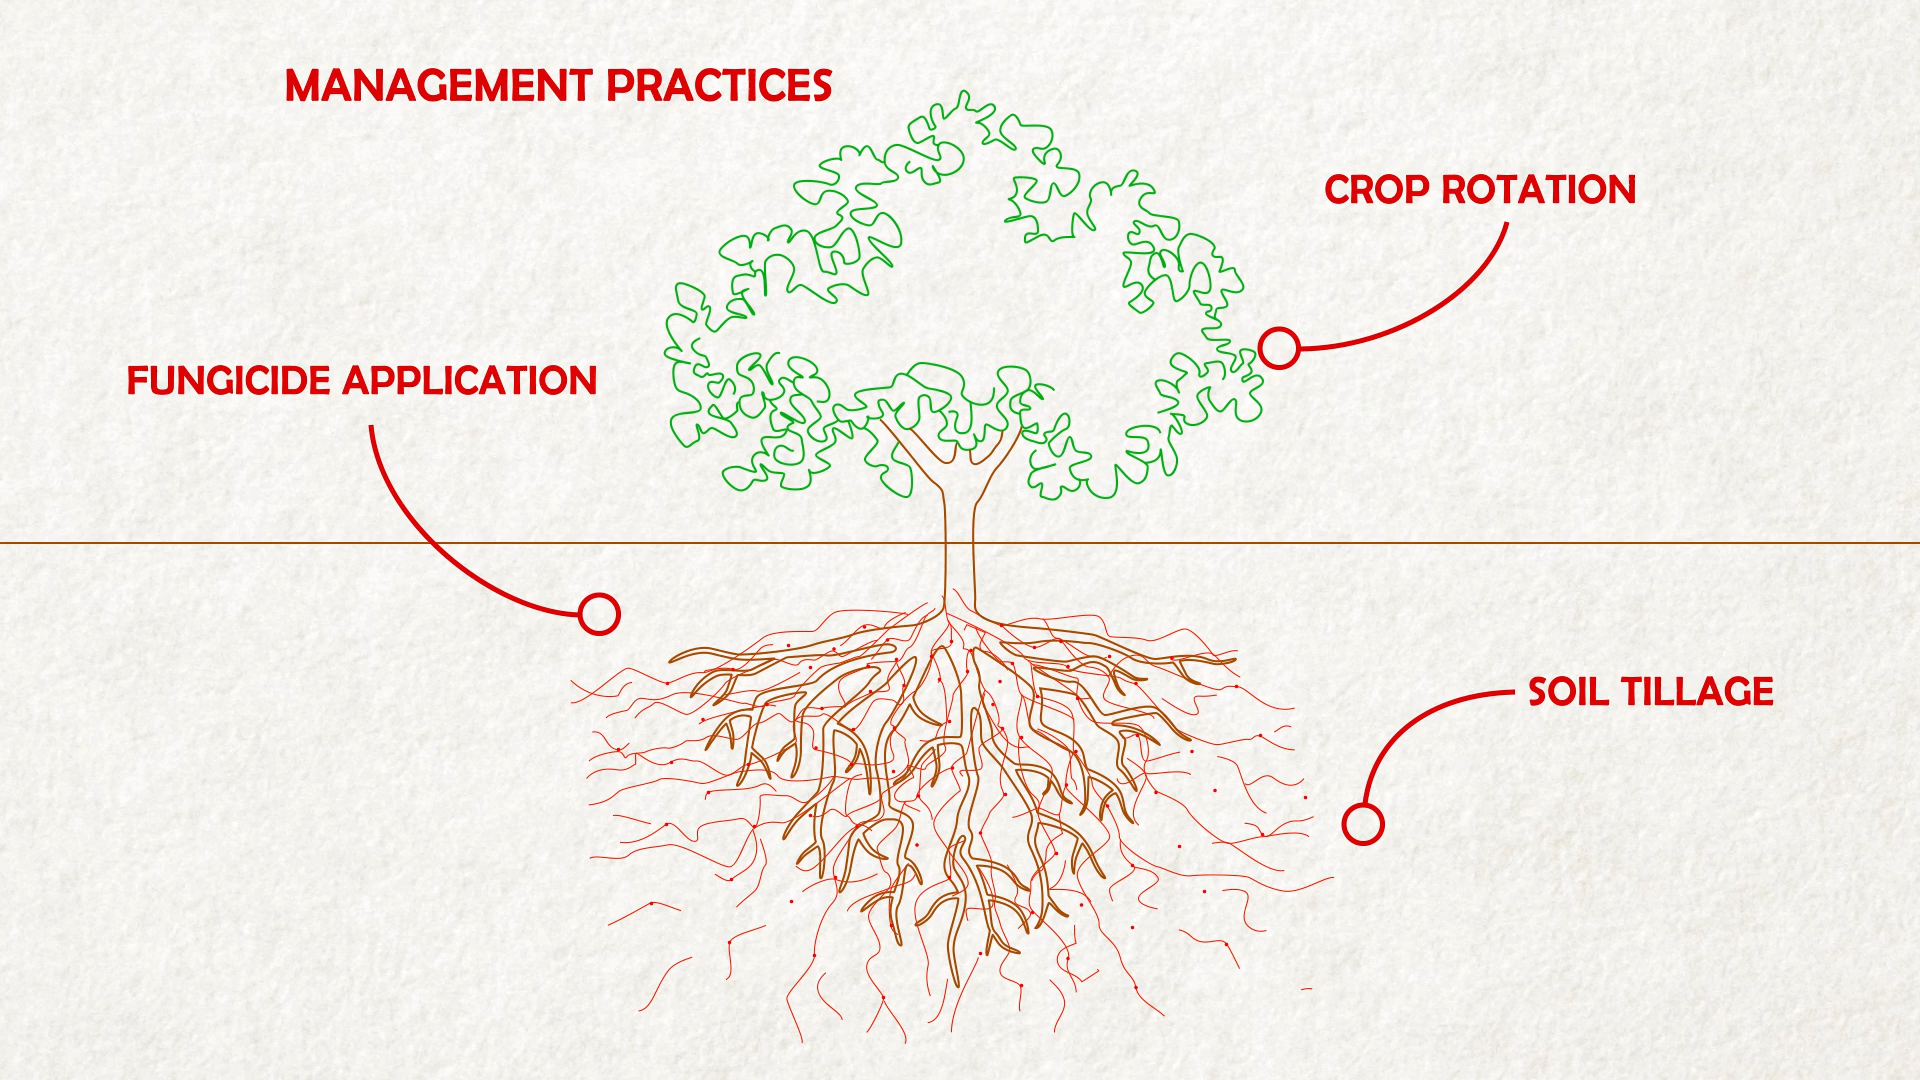 MANAGEMENT PRACTICES
CROP ROTATION
FUNGICIDE APPLICATION
SOIL TILLAGE